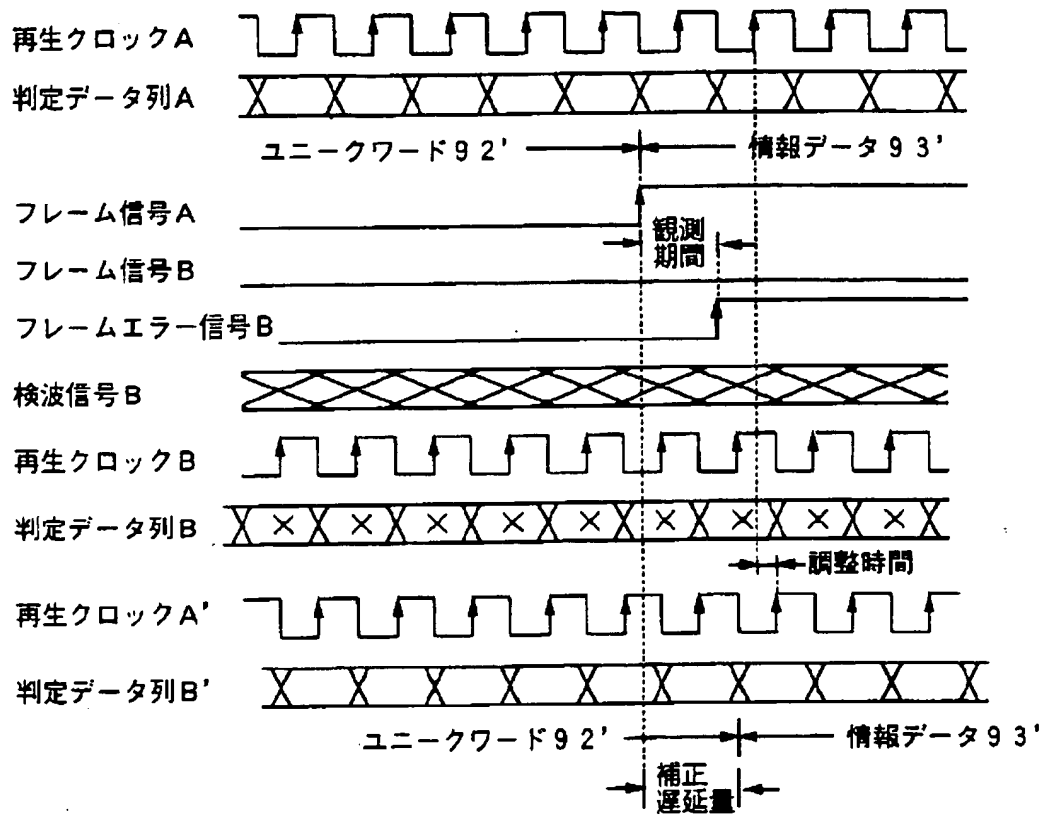 再生クロックA
判定データ列A
ユニークワード92' 情報データ93'
フレーム信号A
観測
期間
フレーム信号B
フレームエラー信号B
検波信号B
再生クロックB
判定データ列B
調整時間
再生クロックA'
判定データ列B'
ユニークワード92' 情報データ93'
補正
遅延量